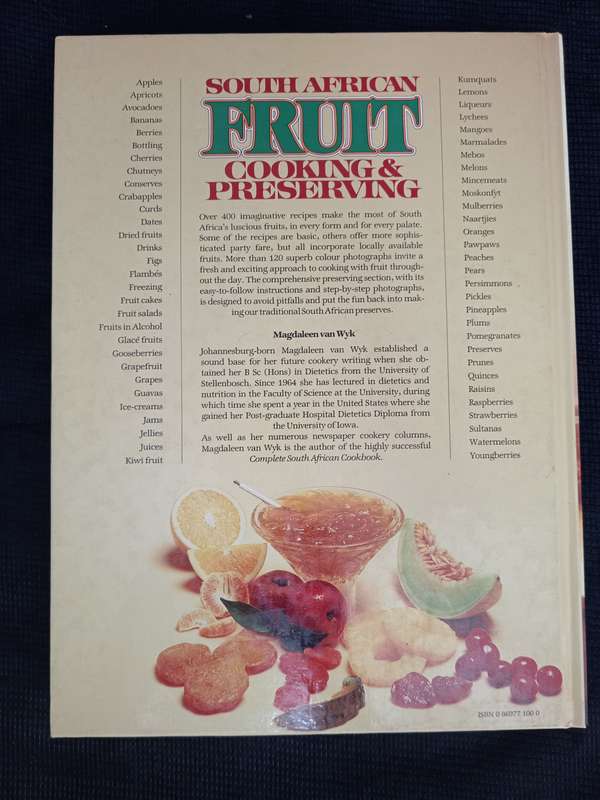 Apples
Apricots
Avocadoes
Bananas
Berries
Bottling
Cherries
Chutneys
Conserves
Crabapples
Curds
Dates
Dried fruits
Drinks
Figs
Flambés
Freezing
Fruit cakes
Fruit salads
Fruits in Alcohol
Glacé fruits
Gooseberries
Grapefruit
Grapes
Guavas
Ice-creams
Jams
Jellies
Juices
Kiwi fruit
SOUTH AFRICAN
FRUIT
COOKING &
PRESERVING
Over 400 imaginative recipes make the most of South
Africa's luscious fruits, in every form and for every palate.
Some of the recipes are basic, others offer more sophis-
ticated party fare, but all incorporate locally available
fruits. More than 120 superb colour photographs invite a
fresh and exciting approach to cooking with fruit through-
out the day. The comprehensive preserving section, with its
easy-to-follow instructions and step-by-step photographs,
is designed to avoid pitfalls and put the fun back into mak-
ing our traditional South African preserves.
Magdaleen van Wyk
Johannesburg-born Magdaleen van Wyk established a
sound base for her future cookery writing when she ob-
tained her B Sc (Hons) in Dietetics from the University of
Stellenbosch. Since 1964 she has lectured in dietetics and
nutrition in the Faculty of Science at the University, during
which time she spent a year in the United States where she
gained her Post-graduate Hospital Dietetics Diploma from
the University of Iowa.
As well as her numerous newspaper cookery columns,
Magdaleen van Wyk is the author of the highly successful
Complete South African Cookbook.
Kumquats
Lemons
Liqueurs
Lychees
Mangoes
Marmalades
Mebos
Melons
Mincemeats
Moskonfyt
Mulberries
Naartjies
Oranges
Pawpaws
Peaches
Pears
Persimmons
Pickles
Pineapples
Plums
Pomegranates
Preserves
Prunes
Quinces
Raisins
Raspberries
Strawberries
Sultanas
Watermelons
Youngberries
ISBN 0 86977 100 0